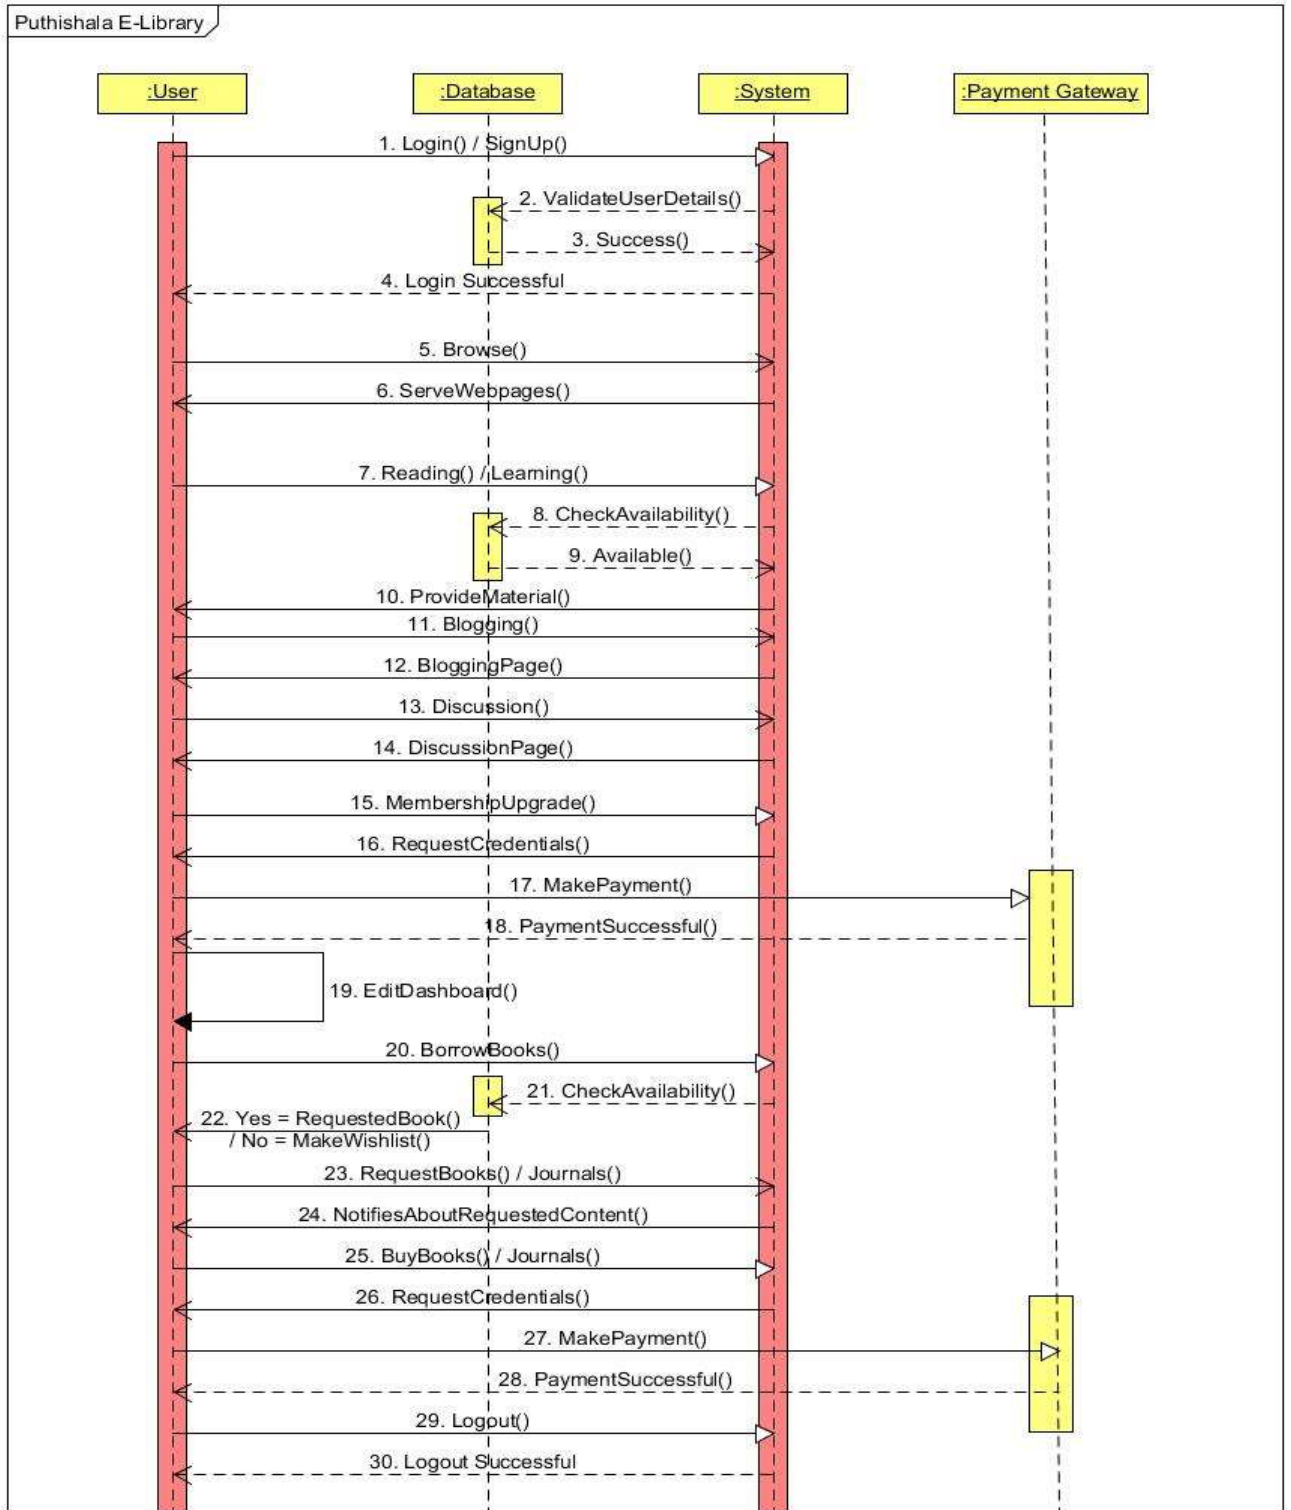 Puthishala E-Library
:User
:Database
:System
:Payment Gateway
1. Login() / SignUp()
2. ValidateUserDetails()
3. Success()
4. Login Successful
5. Browse()
6. ServeWebpages()
7. Reading() / Learning()
8. CheckAvailability()
9. Available()
10. ProvideMaterial()
11. Blogging()
12. BloggingPage()
13. Discussion()
14. DiscussionPage()
15. MembershipUpgrade()
16. RequestCredentials()
17. MakePayment()
18. PaymentSuccessful()
19. EditDashboard()
20. BorrowBooks()
21. CheckAvailability()
22. Yes = RequestedBook()
/ No = MakeWishlist()
23. RequestBooks() / Journals()
24. NotifiesAboutRequestedContent()
25. BuyBooks() / Journals()
26. RequestCredentials()
27. MakePayment()
28. PaymentSuccessful()
29. Logout()
30. Logout Successful